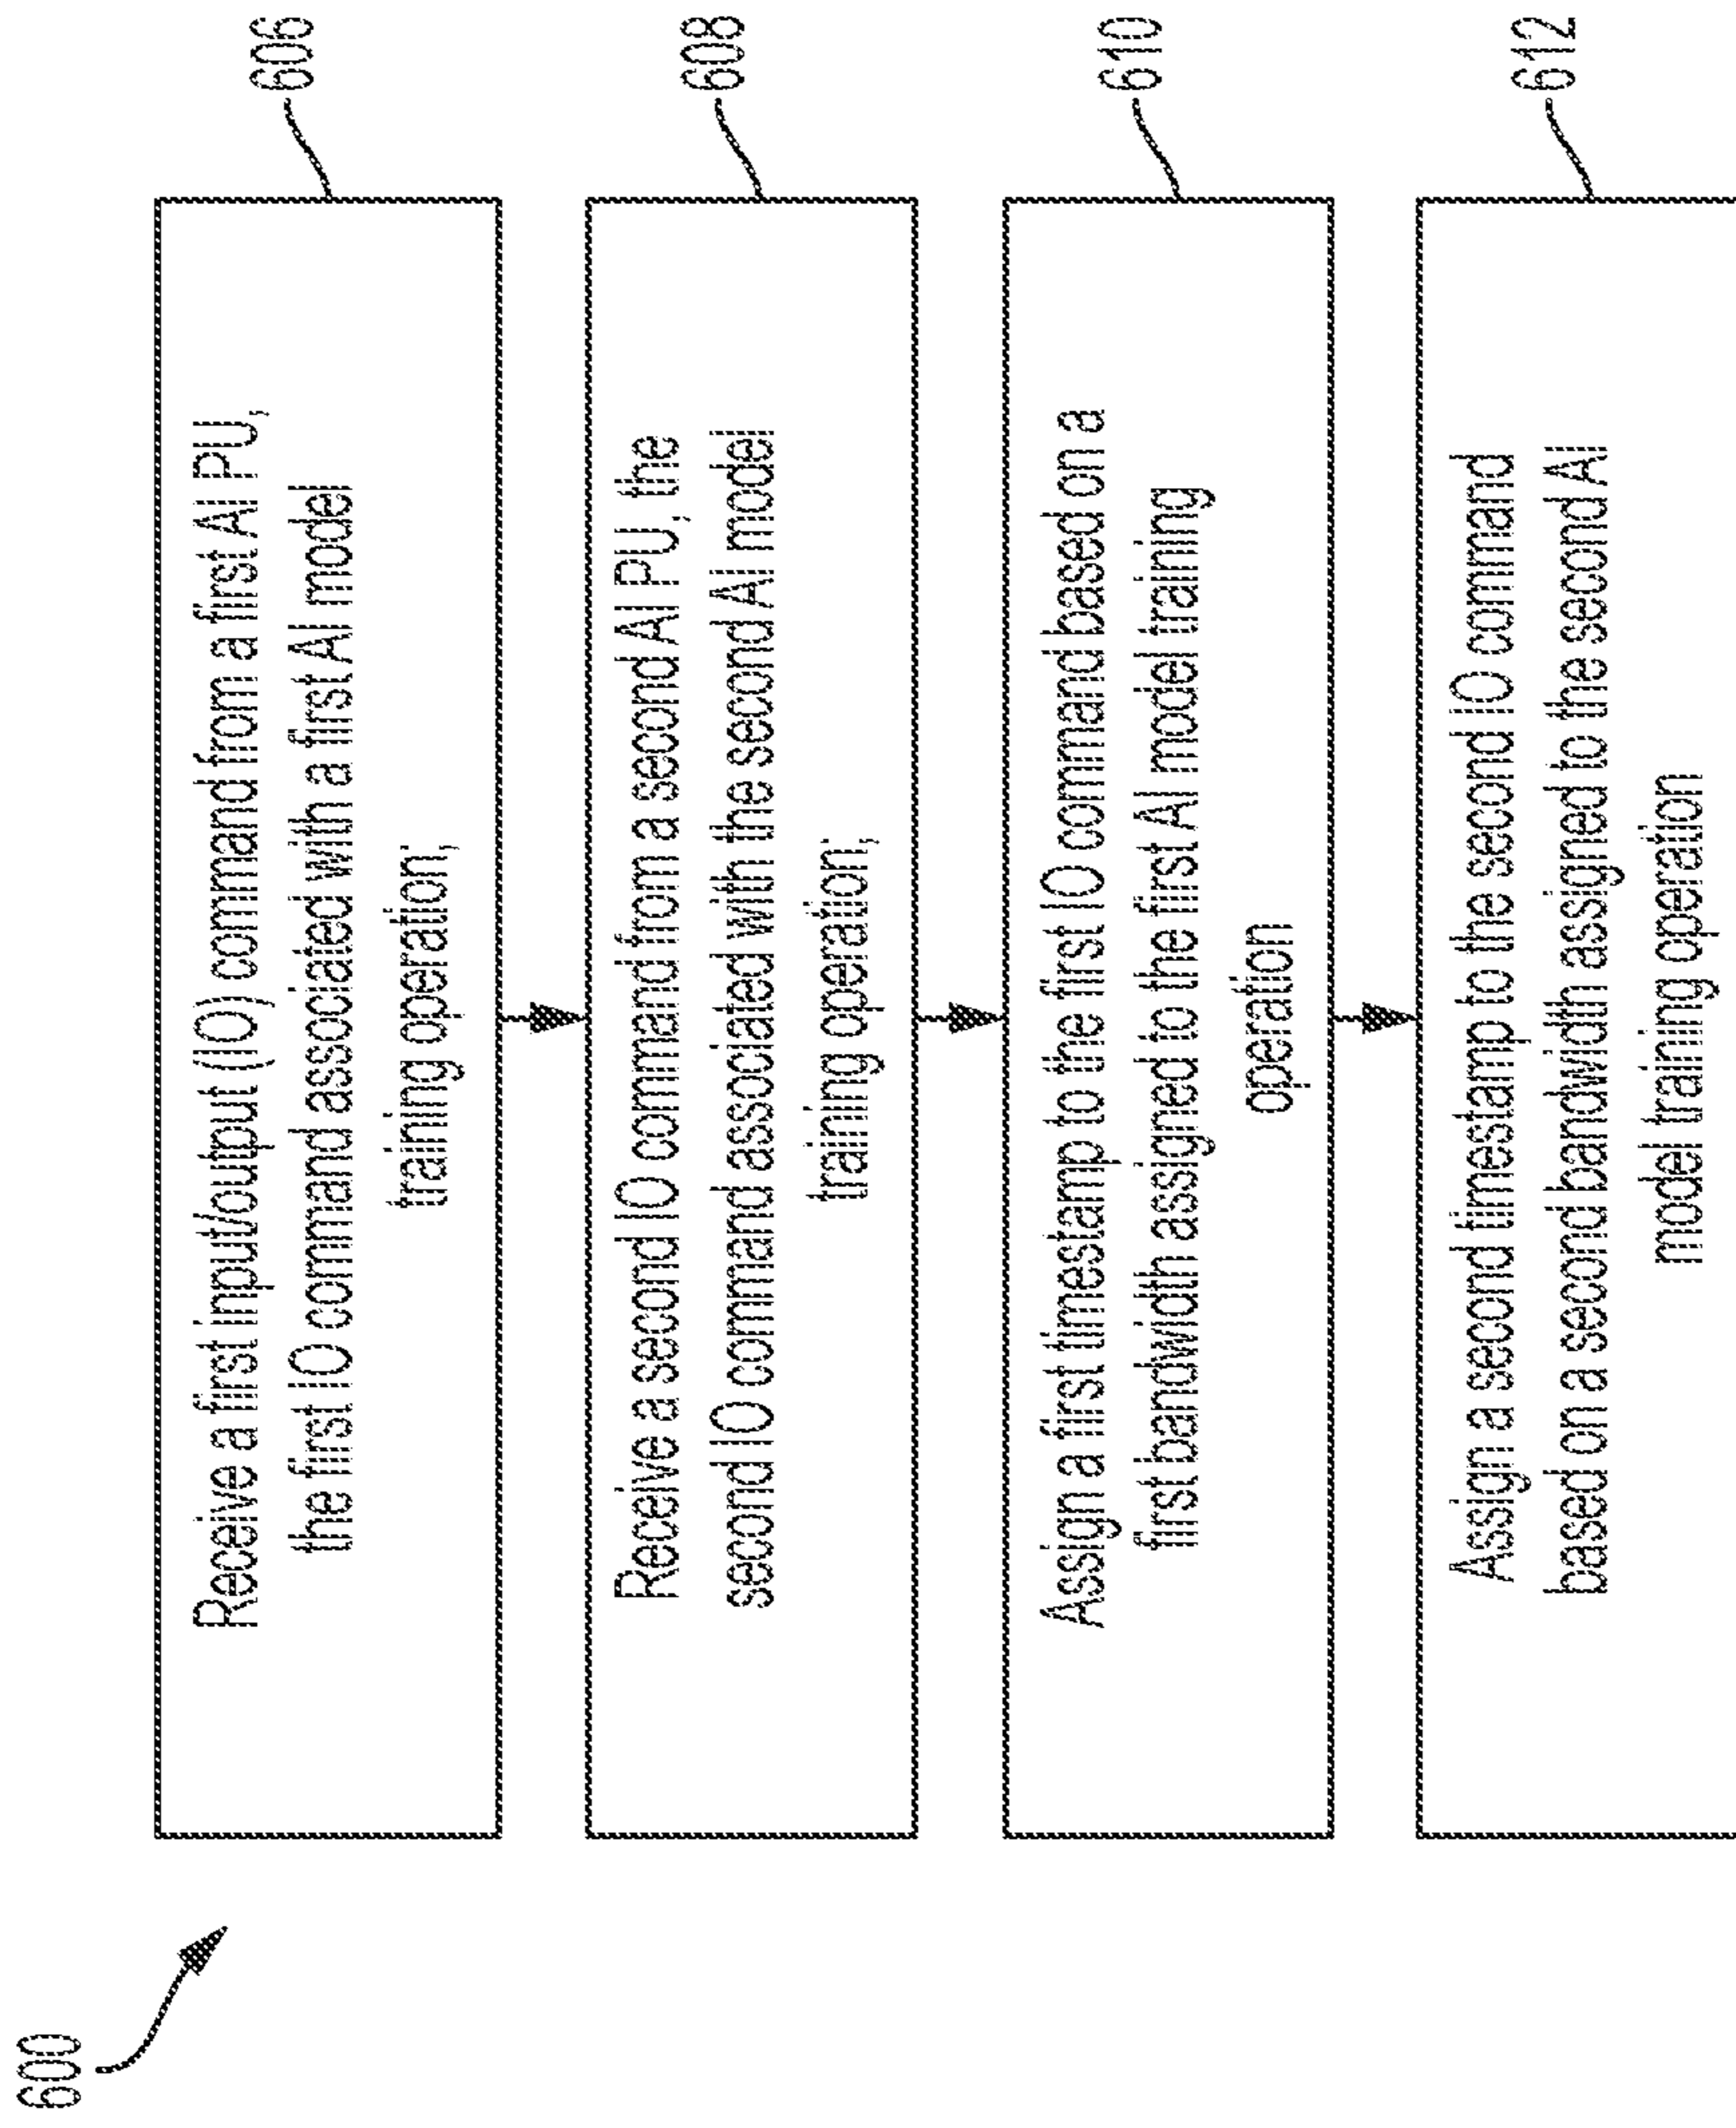 600
Receive a first input/output (IO) command from a first AI PU,
the first IO command associated with a first AI model
training operation;
606
Receive a second IO command from a second AI PU, the
second IO command associated with the second AI model
training operation;
608
Assign a first timestamp to the first IO command based on a
first bandwidth assigned to the first AI model training
operation
610
Assign a second timestamp to the second IO command
based on a second bandwidth assigned to the second AI
model training operation
612